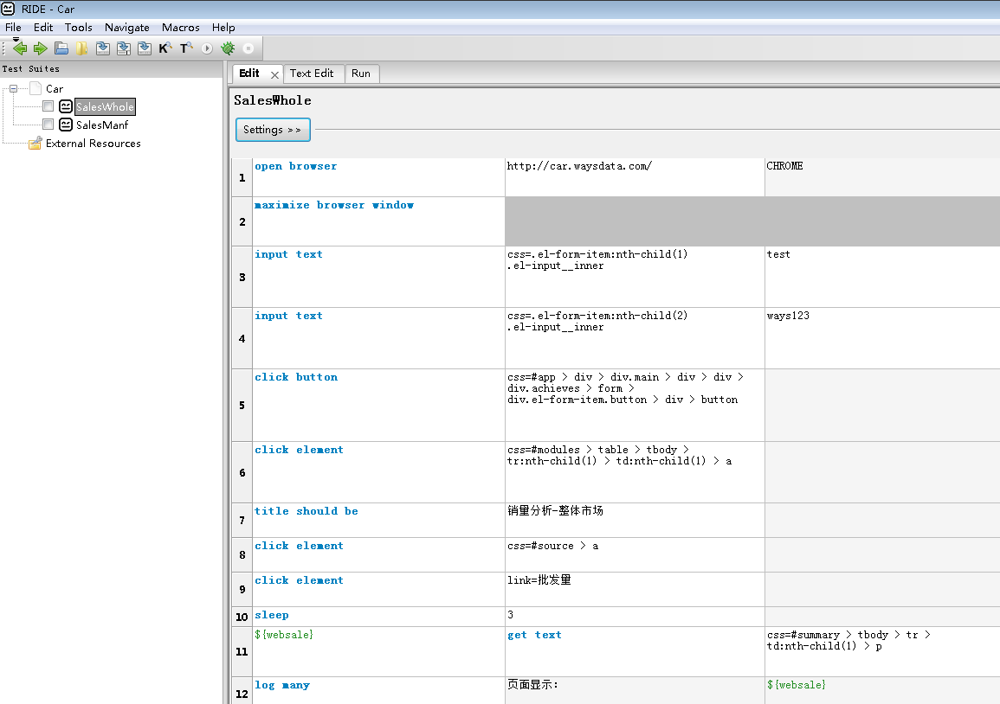 RIDE - Car
File Edit Tools Navigate Macros Help
K T
Test Suites
Car
SalesWhole
SalesManf
External Resources
Edit Text Edit Run
SalesWhole
Settings >>
1 open browser http://car.waysdata.com/ CHROME
2 maximize browser window
3 input text css=.el-form-item:nth-child(1) test
.el-input__inner
4 input text css=.el-form-item:nth-child(2) ways123
.el-input__inner
5 click button css=#app > div > div.main > div > div >
div.achieves > form >
div.el-form-item.button > div > button
6 click element css=#modules > table > tbody >
tr:nth-child(1) > td:nth-child(1) > a
7 title should be 销量分析-整体市场
8 click element css=#source > a
9 click element link=批发量
10 sleep 3
11 ${websale} get text css=#summary > tbody > tr >
td:nth-child(1) > p
12 log many 页面显示: ${websale}